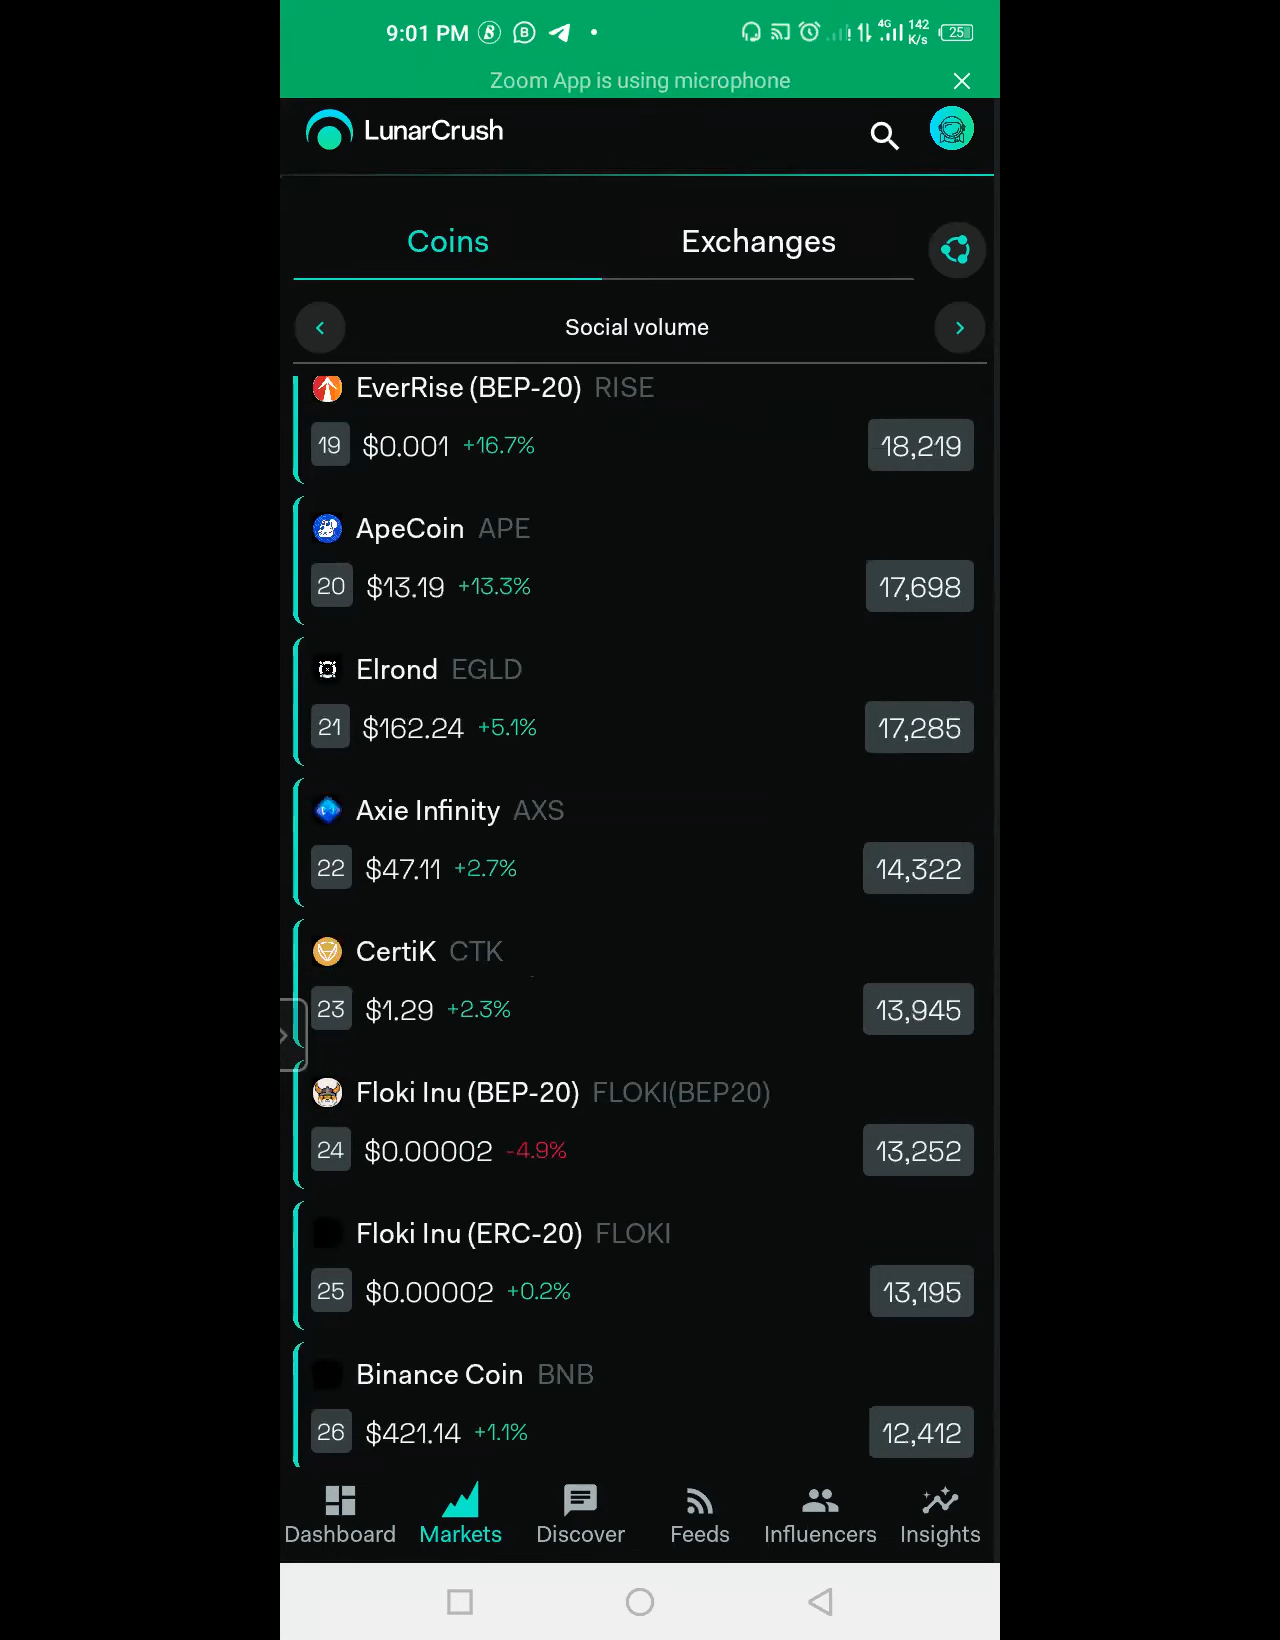 9:01 PM 4G 142 K/s 25
Zoom App is using microphone
LunarCrush
Coins Exchanges
Social volume
EverRise (BEP-20) RISE
19 $0.001 +16.7% 18,219
ApeCoin APE
20 $13.19 +13.3% 17,698
Elrond EGLD
21 $162.24 +5.1% 17,285
Axie Infinity AXS
22 $47.11 +2.7% 14,322
CertiK CTK
23 $1.29 +2.3% 13,945
Floki Inu (BEP-20) FLOKI(BEP20)
24 $0.00002 -4.9% 13,252
Floki Inu (ERC-20) FLOKI
25 $0.00002 +0.2% 13,195
Binance Coin BNB
26 $421.14 +1.1% 12,412
Dashboard Markets Discover Feeds Influencers Insights